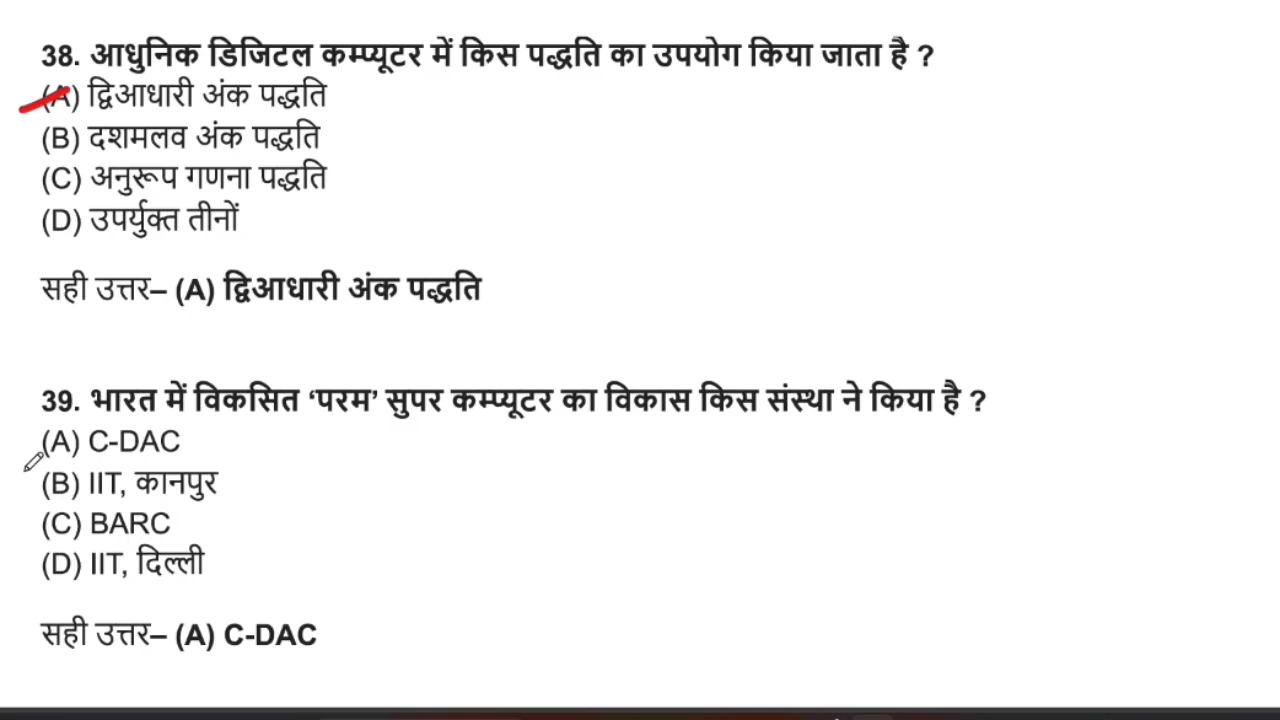 38. आधुनिक डिजिटल कम्प्यूटर में किस पद्धति का उपयोग किया जाता है ?
(A) द्विआधारी अंक पद्धति
(B) दशमलव अंक पद्धति
(C) अनुरूप गणना पद्धति
(D) उपर्युक्त तीनों
सही उत्तर– (A) द्विआधारी अंक पद्धति
39. भारत में विकसित ‘परम’ सुपर कम्प्यूटर का विकास किस संस्था ने किया है ?
(A) C-DAC
(B) IIT, कानपुर
(C) BARC
(D) IIT, दिल्ली
सही उत्तर– (A) C-DAC